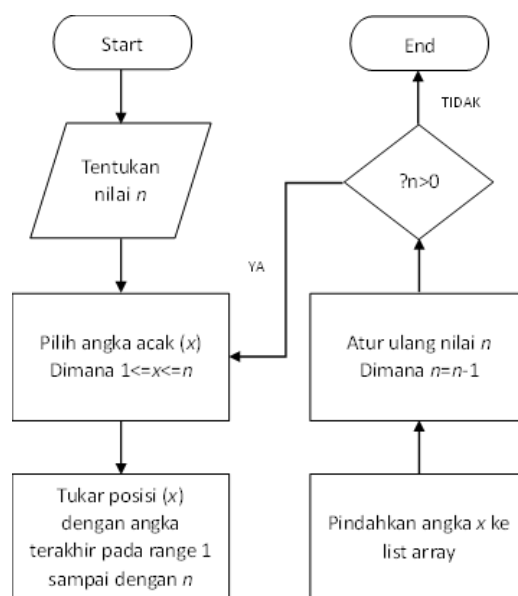 Start
Tentukan
nilai n
Pilih angka acak (x)
Dimana 1<=x<=n
Tukar posisi (x)
dengan angka
terakhir pada range 1
sampai dengan n
Pindahkan angka x ke
list array
Atur ulang nilai n
Dimana n=n-1
?n>0
YA
TIDAK
End